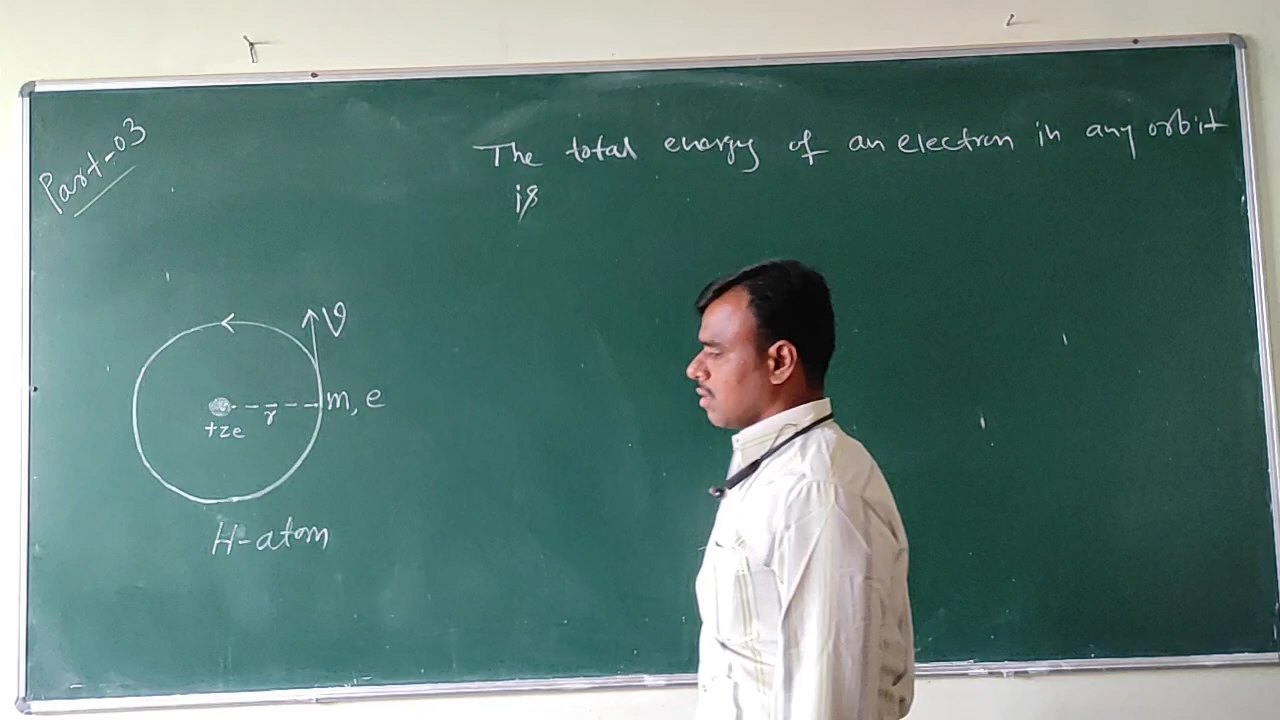 Part-03
The total energy of an electron in any orbit
is
V
m, e
r
+ze
H-atom